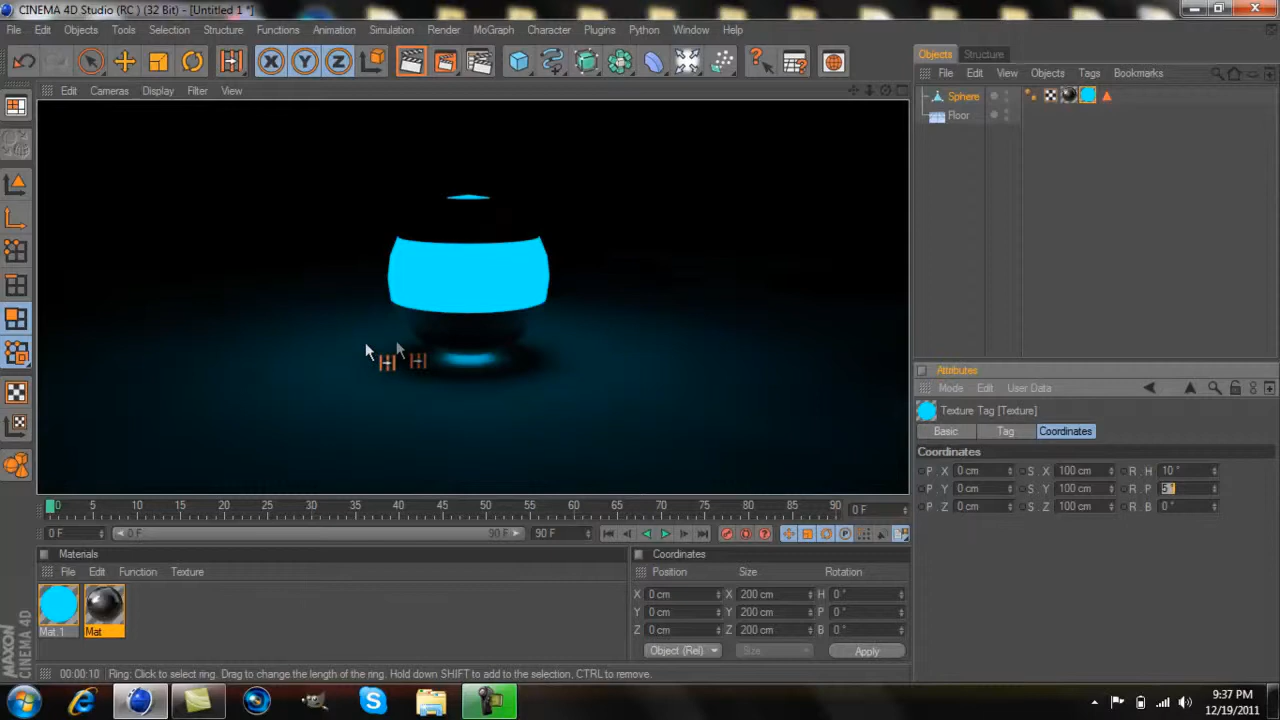 CINEMA 4D Studio (RC ) (32 Bit) - [Untitled 1 *]
File Edit Objects Tools Selection Structure Functions Animation Simulation Render MoGraph Character Plugins Python Window Help
Objects Structure
File Edit View Objects Tags Bookmarks
Edit Cameras Display Filter View
Sphere
Floor
Attributes
Mode Edit User Data
Texture Tag [Texture]
Basic Tag Coordinates
Coordinates
P . X 0 cm S . X 100 cm R . H 10 °
P . Y 0 cm S . Y 100 cm R . P 5 °
P . Z 0 cm S . Z 100 cm R . B 0 °
0 5 10 15 20 25 30 35 40 45 50 55 60 65 70 75 80 85 90 0 F
0 F 0 F 90 F 90 F
Materials
File Edit Function Texture
Mat.1 Mat
Coordinates
Position Size Rotation
X 0 cm X 200 cm H 0 °
Y 0 cm Y 200 cm P 0 °
Z 0 cm Z 200 cm B 0 °
Object (Rel) Size Apply
MAXON
CINEMA 4D
00:00:10 Ring: Click to select ring. Drag to change the length of the ring. Hold down SHIFT to add to the selection, CTRL to remove.
9:37 PM
12/19/2011